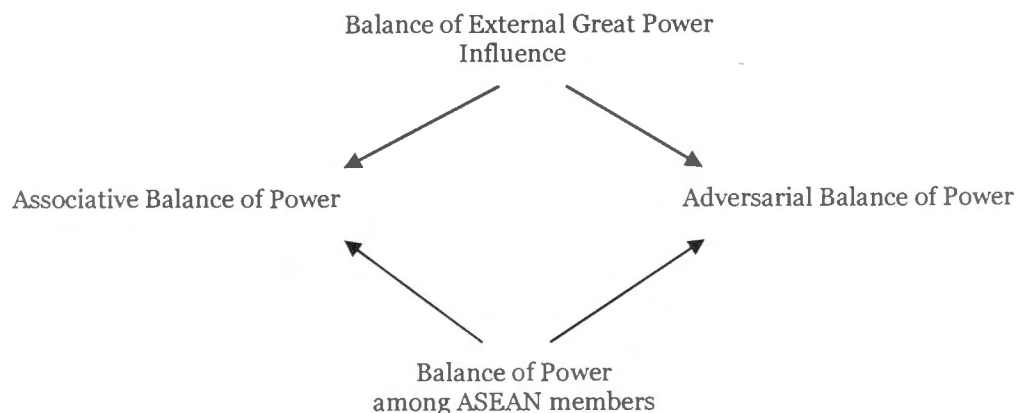 Balance of External Great Power
Influence
Associative Balance of Power
Adversarial Balance of Power
Balance of Power
among ASEAN members